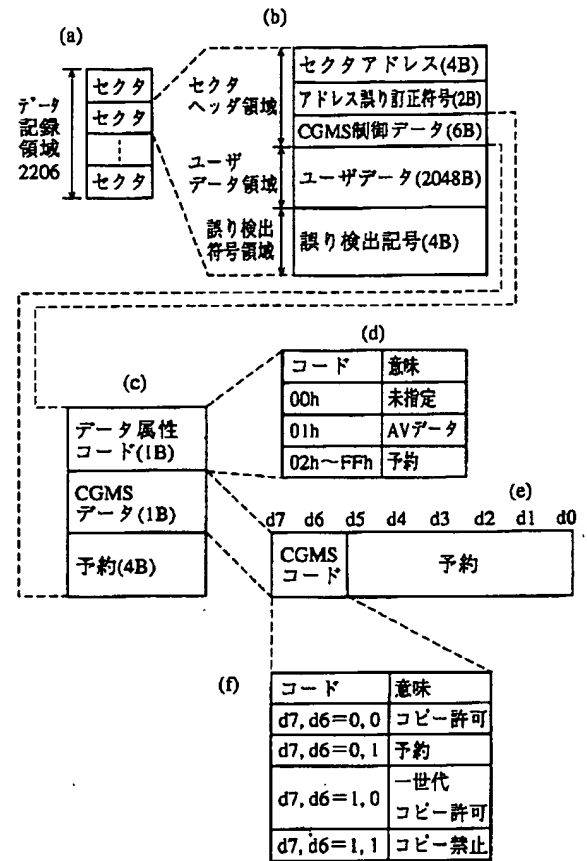 (a)
データ
記録
領域
2206
セクタ
セクタ
セクタ
(b)
セクタ
ヘッダ領域
ユーザ
データ領域
誤り検出
符号領域
セクタアドレス(4B)
アドレス誤り訂正符号(2B)
CGMS制御データ(6B)
ユーザデータ(2048B)
誤り検出記号(4B)
(c)
データ属性
コード(1B)
CGMS
データ(1B)
予約(4B)
(d)
コード 意味
00h 未指定
01h AVデータ
02h〜FFh 予約
(e)
d7 d6 d5 d4 d3 d2 d1 d0
CGMS
コード
予約
(f)
コード 意味
d7, d6=0, 0 コピー許可
d7, d6=0, 1 予約
d7, d6=1, 0 一世代
コピー許可
d7, d6=1, 1 コピー禁止